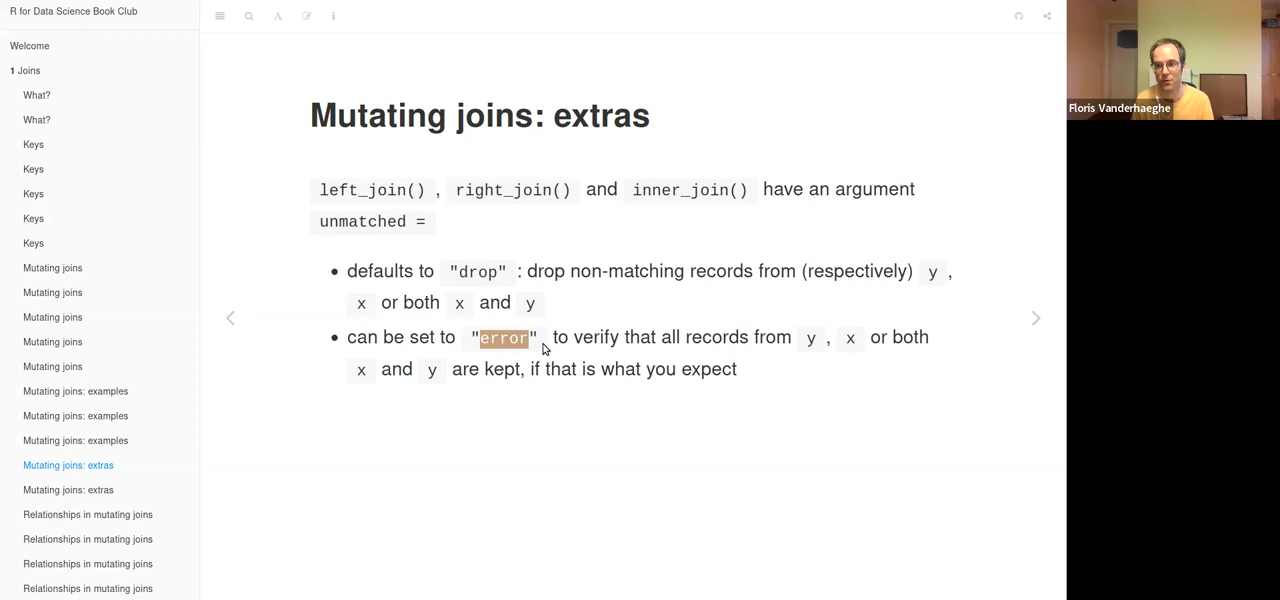 R for Data Science Book Club
Welcome
1 Joins
What?
What?
Keys
Keys
Keys
Keys
Keys
Mutating joins
Mutating joins
Mutating joins
Mutating joins
Mutating joins
Mutating joins: examples
Mutating joins: examples
Mutating joins: examples
Mutating joins: extras
Mutating joins: extras
Relationships in mutating joins
Relationships in mutating joins
Relationships in mutating joins
Relationships in mutating joins
Mutating joins: extras
left_join() , right_join() and inner_join() have an argument
unmatched =
• defaults to "drop" : drop non-matching records from (respectively) y ,
x or both x and y
• can be set to "error" to verify that all records from y , x or both
x and y are kept, if that is what you expect
Floris Vanderhaeghe